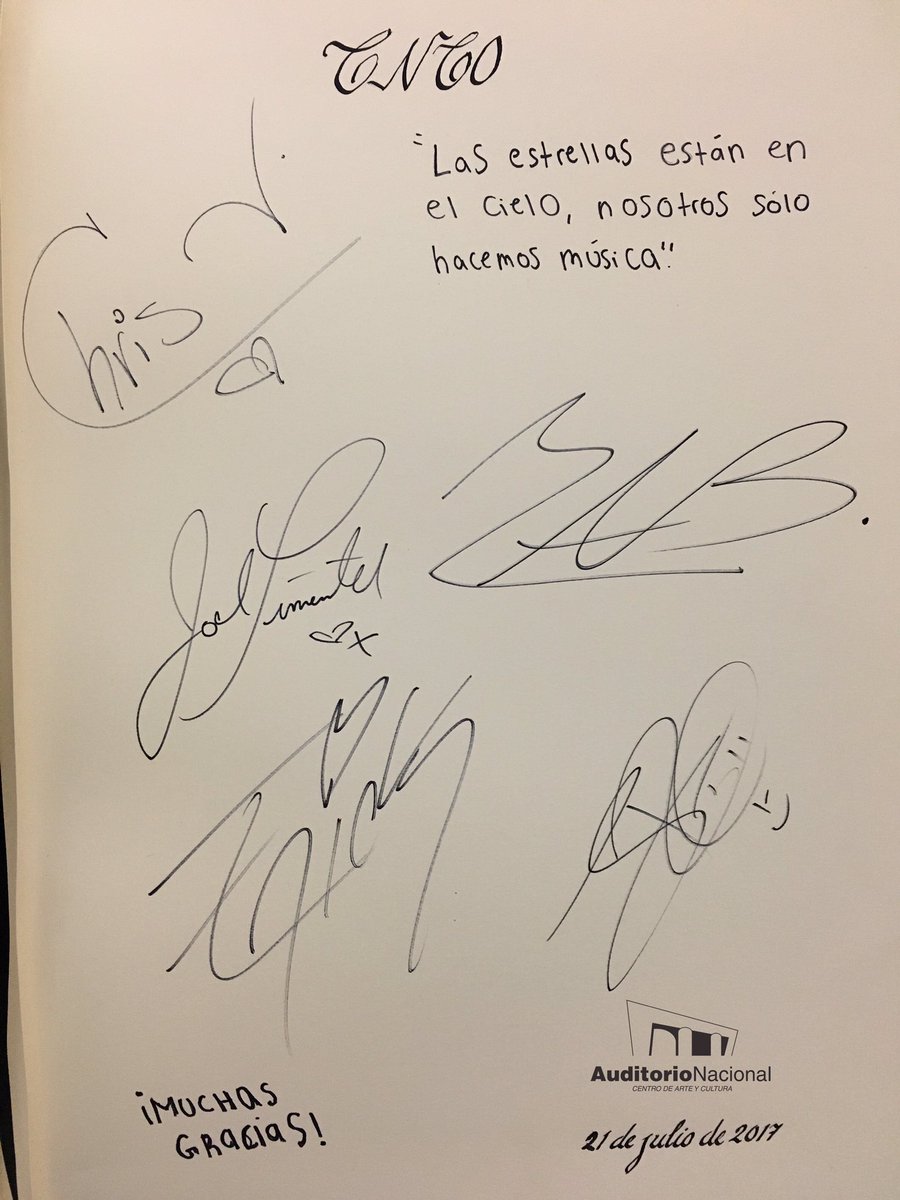 CNCO
"Las estrellas están en
el cielo, nosotros sólo
hacemos música"
Chris V.
Joel Pimentel
x
¡MUCHAS
GRACIAS!
AuditorioNacional
CENTRO DE ARTE Y CULTURA
21 de julio de 2017